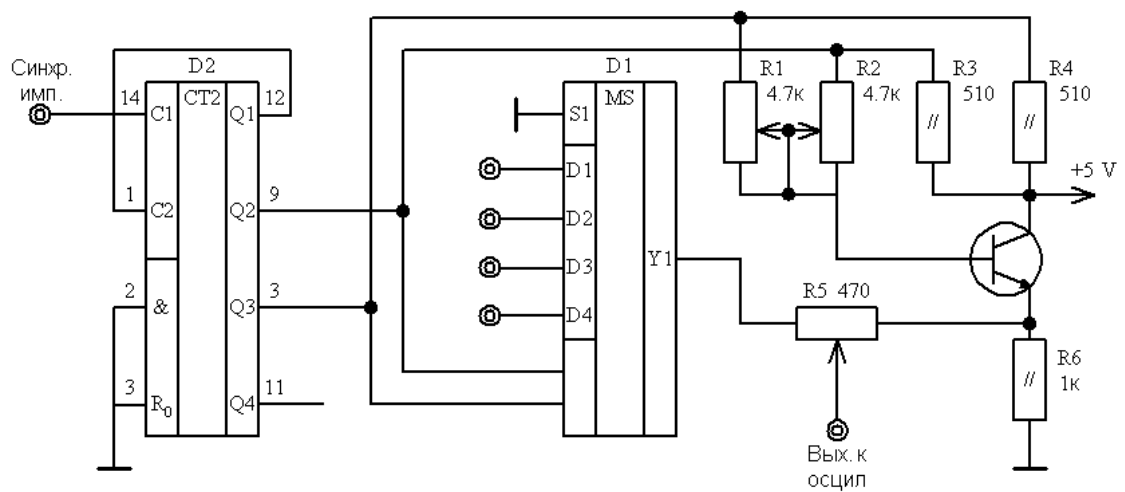 Синхр.
имп.
14
1
2
3
D2
CT2
C1
C2
&
R0
Q1
Q2
Q3
Q4
12
9
3
11
D1
MS
S1
D1
D2
D3
D4
Y1
R1
4.7к
R2
4.7к
R3
510
//
R4
510
//
+5 V
R5 470
R6
1к
//
Вых. к
осцил